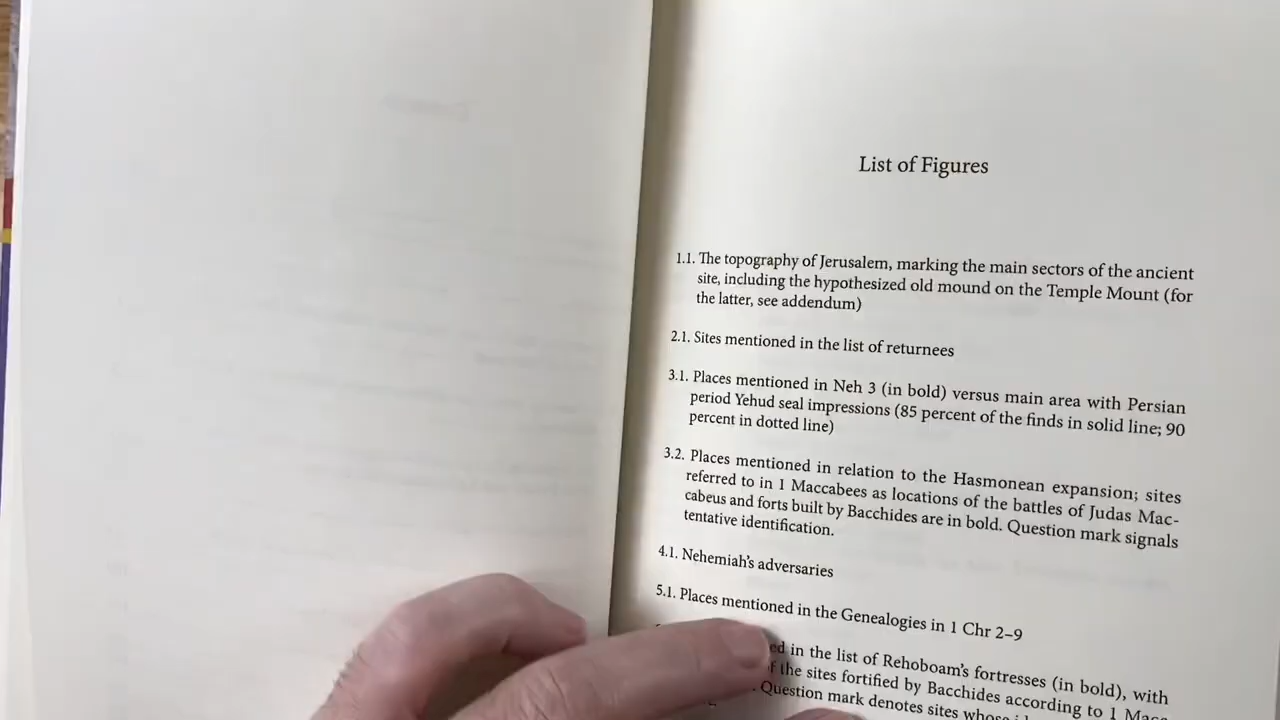 List of Figures
1.1. The topography of Jerusalem, marking the main sectors of the ancient
site, including the hypothesized old mound on the Temple Mount (for
the latter, see addendum)
2.1. Sites mentioned in the list of returnees
3.1. Places mentioned in Neh 3 (in bold) versus main area with Persian
period Yehud seal impressions (85 percent of the finds in solid line; 90
percent in dotted line)
3.2. Places mentioned in relation to the Hasmonean expansion; sites
referred to in 1 Maccabees as locations of the battles of Judas Mac-
cabeus and forts built by Bacchides are in bold. Question mark signals
tentative identification.
4.1. Nehemiah's adversaries
5.1. Places mentioned in the Genealogies in 1 Chr 2–9
in the list of Rehoboam's fortresses (in bold), with
the sites fortified by Bacchides according to 1 Macc
Question mark denotes sites whose